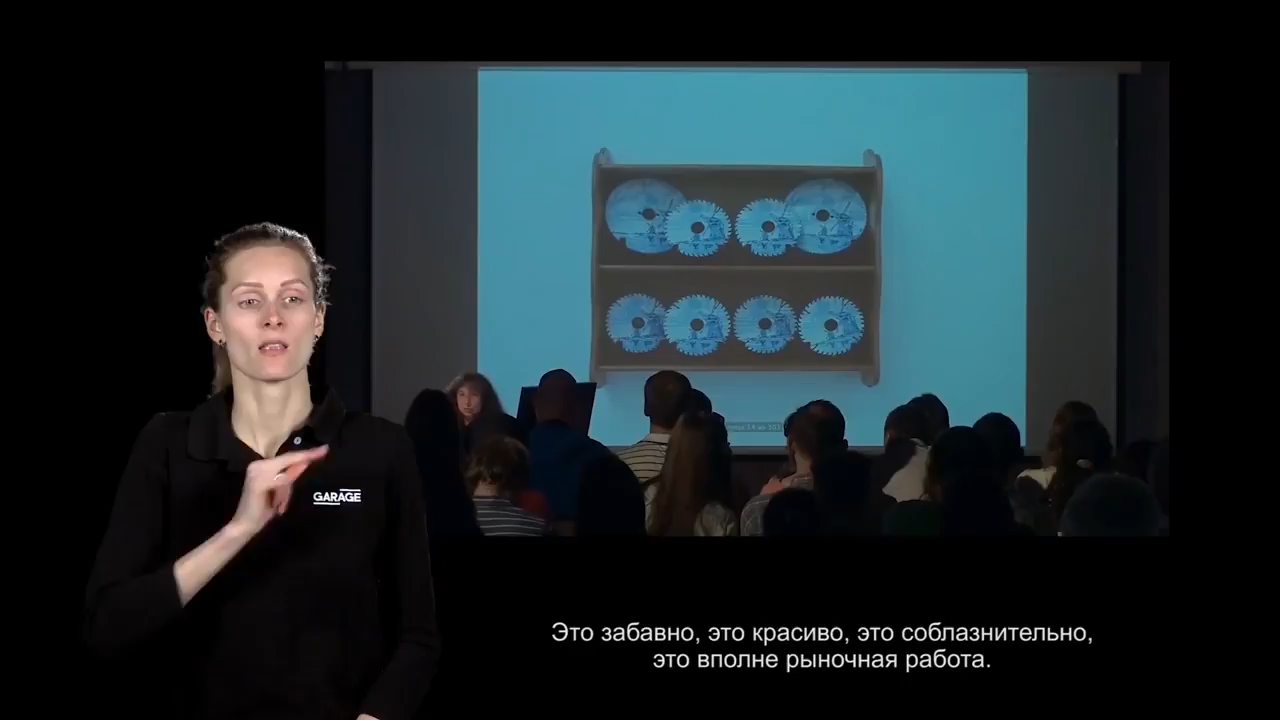 GARAGE
Это забавно, это красиво, это соблазнительно,
это вполне рыночная работа.